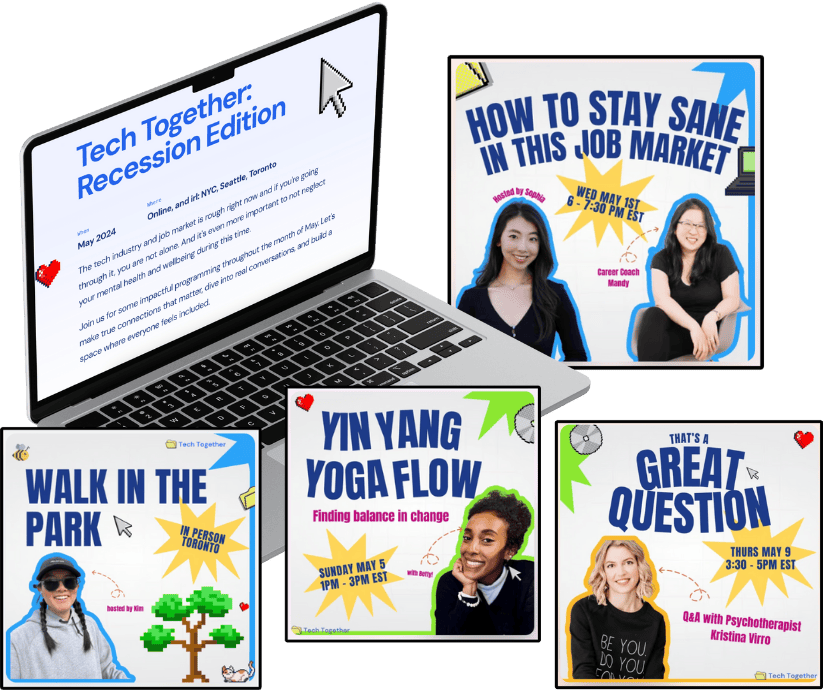 Tech Together:
Recession Edition
When
May 2024
Where
Online, and irl: NYC, Seattle, Toronto
The tech industry and job market is rough right now and if you're going
through it, you are not alone. And it's even more important to not neglect
your mental health and wellbeing during this time.
Join us for some impactful programming throughout the month of May. Let's
make true connections that matter, dive into real conversations, and build a
space where everyone feels included.
HOW TO STAY SANE
IN THIS JOB MARKET
Hosted by Sophia
WED MAY 1ST
6 - 7:30 PM EST
Career Coach
Mandy
Tech Together
WALK IN THE
PARK
IN PERSON
TORONTO
hosted by Kim
YIN YANG
YOGA FLOW
Finding balance in change
SUNDAY MAY 5
1PM - 3PM EST
with Betty!
Tech Together
THAT'S A
GREAT
QUESTION
THURS MAY 9
3:30 - 5PM EST
Q&A with Psychotherapist
Kristina Virro
BE YOU.
DO YOU
FOR YOU
Tech Together